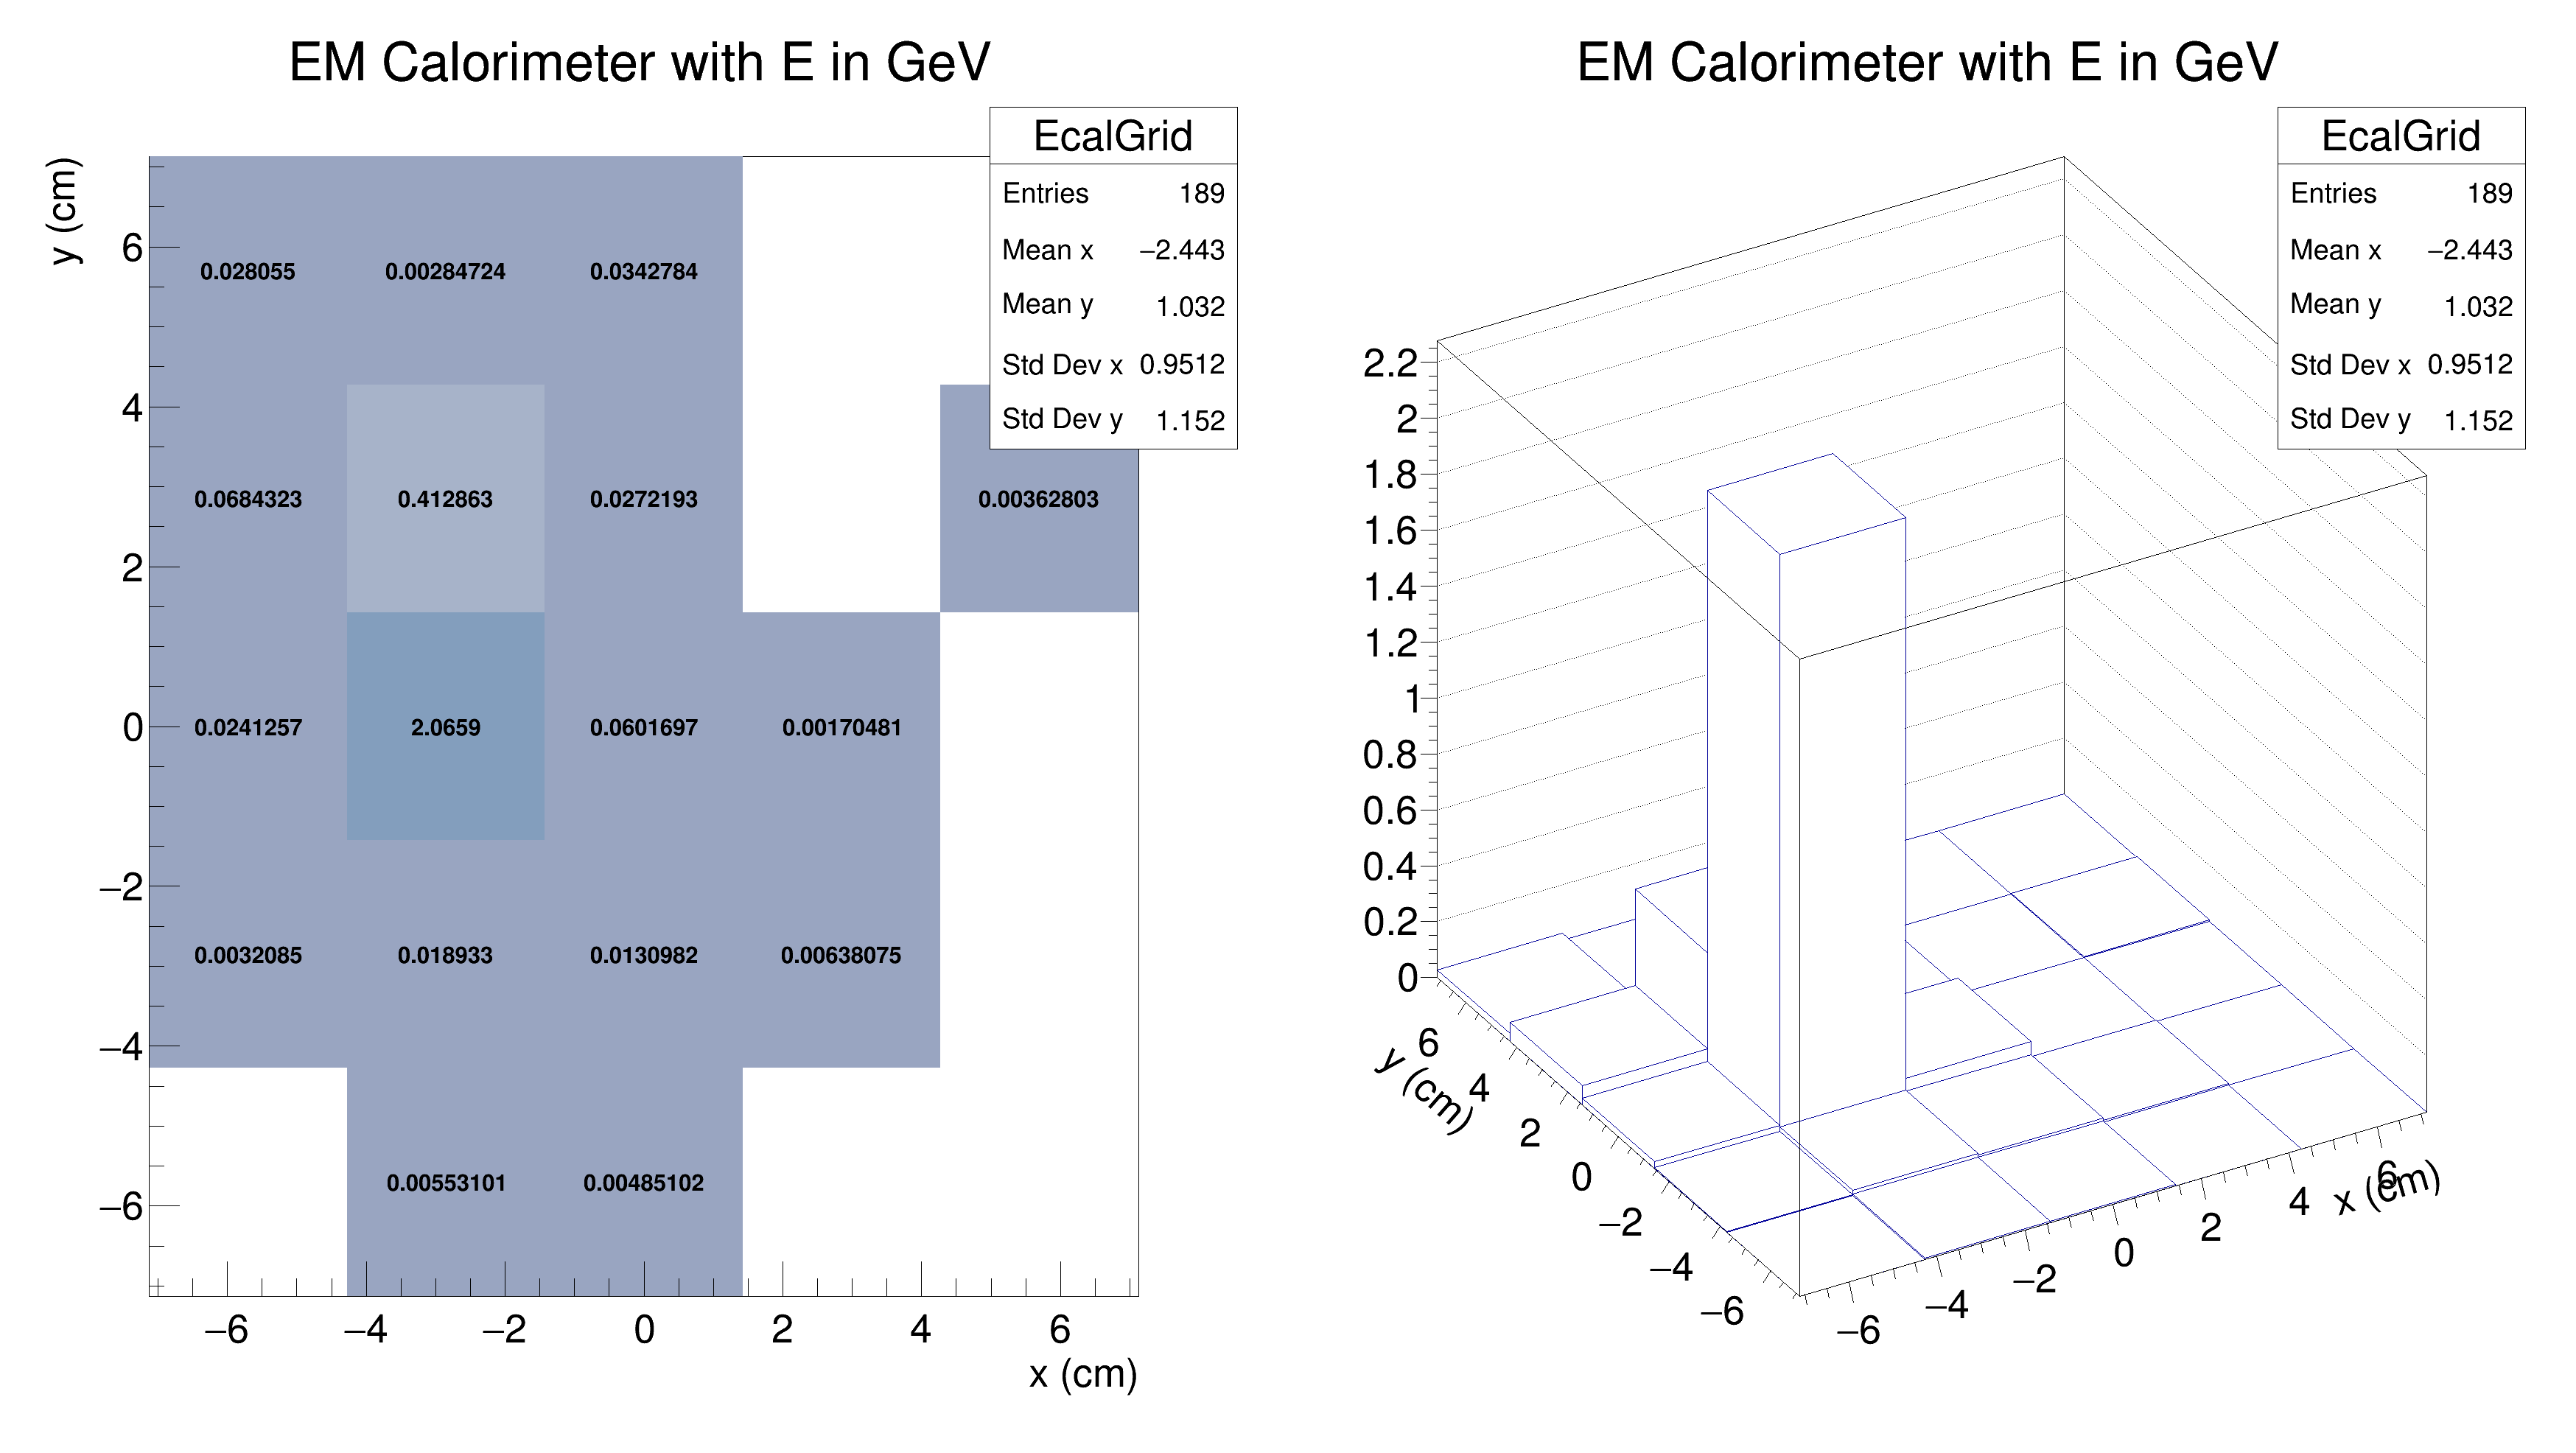 EM Calorimeter with E in GeV
EcalGrid
Entries 189
Mean x −2.443
Mean y 1.032
Std Dev x 0.9512
Std Dev y 1.152
y (cm)
6
4
2
0
−2
−4
−6
0.028055 0.00284724 0.0342784
0.0684323 0.412863 0.0272193 0.00362803
0.0241257 2.0659 0.0601697 0.00170481
0.0032085 0.018933 0.0130982 0.00638075
0.00553101 0.00485102
−6 −4 −2 0 2 4 6
x (cm)
EM Calorimeter with E in GeV
EcalGrid
Entries 189
Mean x −2.443
Mean y 1.032
Std Dev x 0.9512
Std Dev y 1.152
2.2
2
1.8
1.6
1.4
1.2
1
0.8
0.6
0.4
0.2
0
6
4
2
0
−2
−4
−6
y (cm)
−6
−4
−2
0
2
4
6
x (cm)